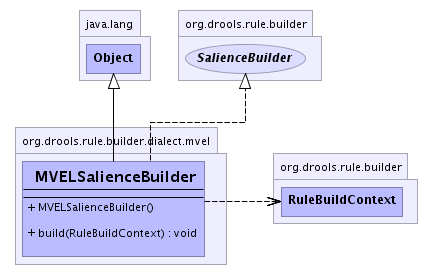 java.lang
Object
org.drools.rule.builder
SalienceBuilder
org.drools.rule.builder.dialect.mvel
MVELSalienceBuilder
+ MVELSalienceBuilder()
+ build(RuleBuildContext) : void
org.drools.rule.builder
RuleBuildContext